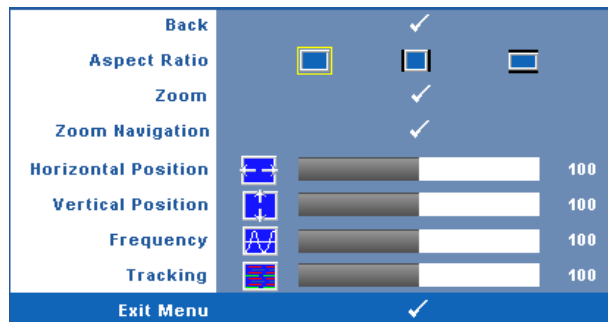 Back
Aspect Ratio
Zoom
Zoom Navigation
Horizontal Position 100
Vertical Position 100
Frequency 100
Tracking 100
Exit Menu